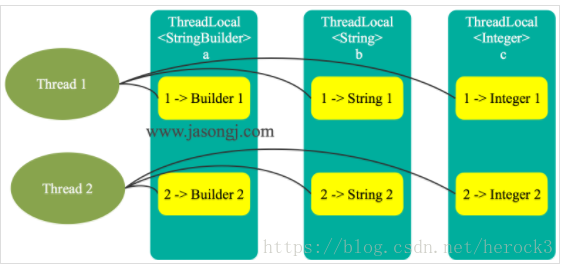 ThreadLocal
<StringBuilder>
a
ThreadLocal
<String>
b
ThreadLocal
<Integer>
c
Thread 1
1 -> Builder 1
1 -> String 1
1 -> Integer 1
www.jasongj.com
Thread 2
2 -> Builder 2
2 -> String 2
2 -> Integer 2
https://blog.csdn.net/herock3